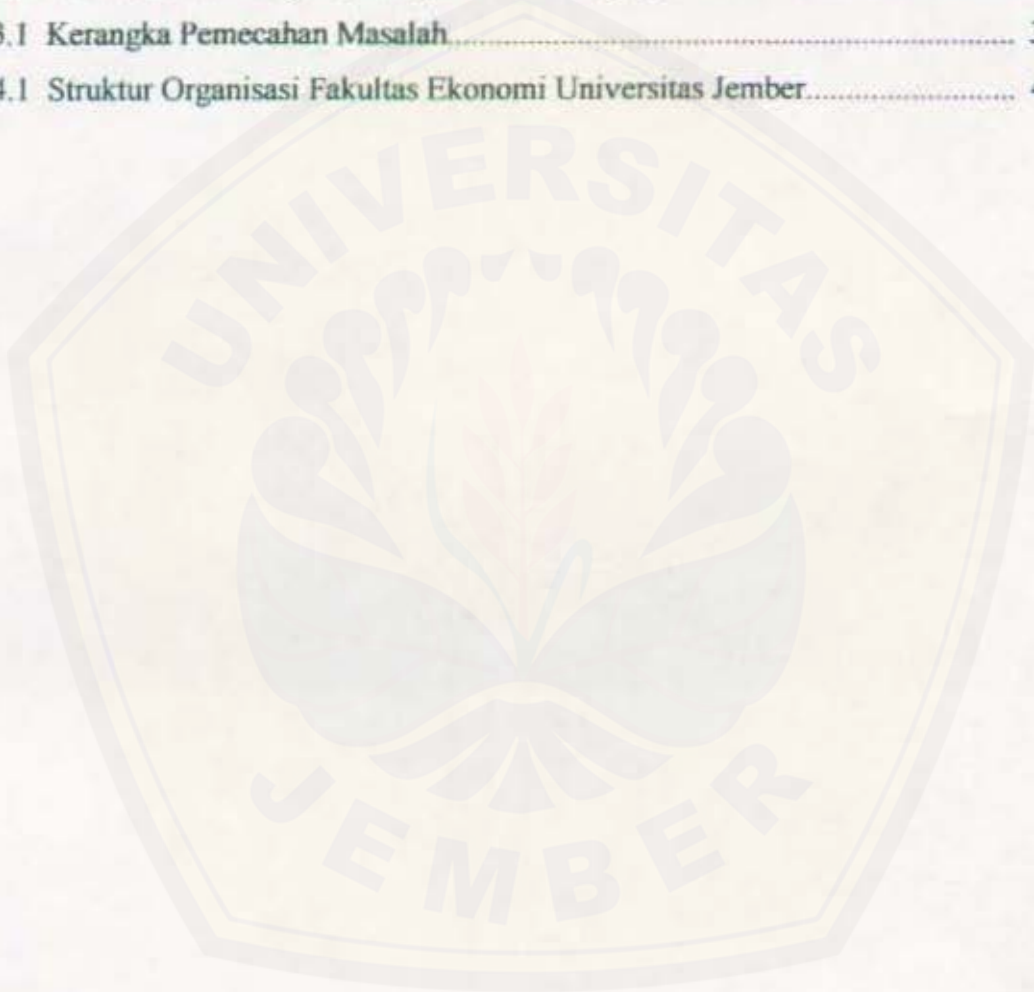 3.1 Kerangka Pemecahan Masalah
4.1 Struktur Organisasi Fakultas Ekonomi Universitas Jember
UNIVERSITAS
JEMBER